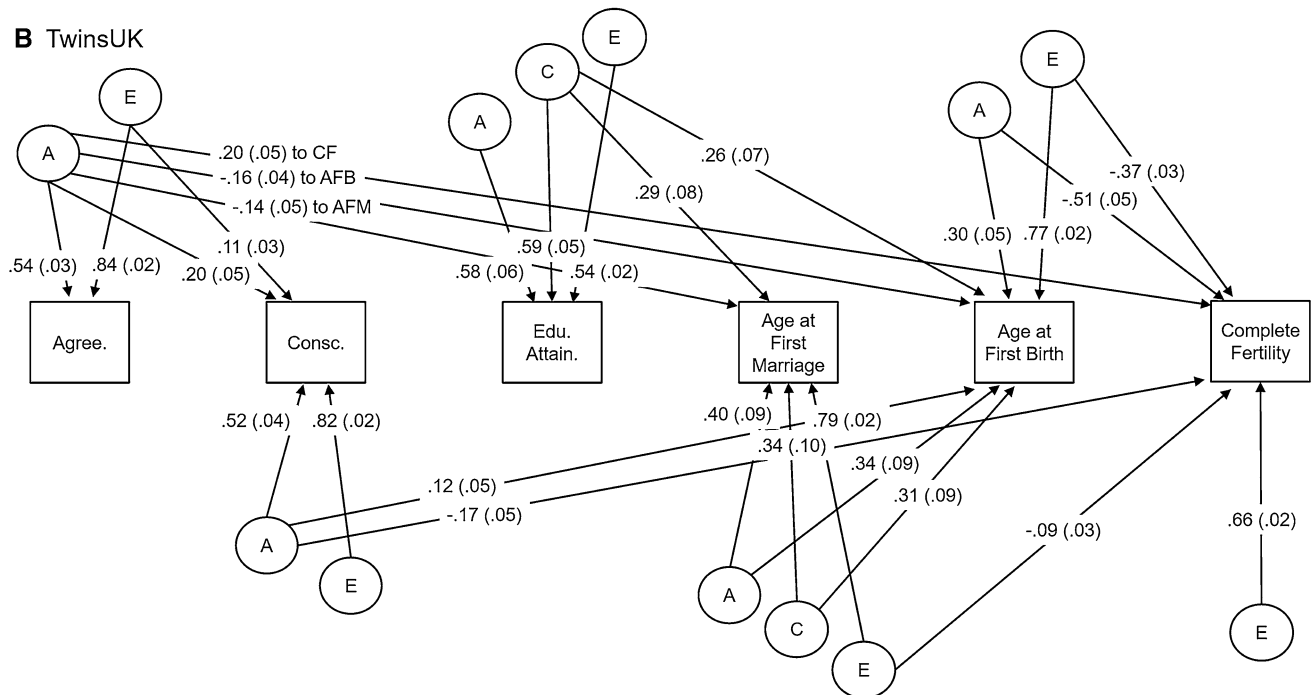 B TwinsUK
E
C
E
E
A
A
A
.20 (.05) to CF
-.16 (.04) to AFB
-.14 (.05) to AFM
.26 (.07)
.29 (.08)
-.37 (.03)
-.51 (.05)
.54 (.03)
.84 (.02)
.11 (.03)
.20 (.05)
.59 (.05)
.58 (.06)
.54 (.02)
.30 (.05)
.77 (.02)
Agree.
Consc.
Edu.
Attain.
Age at
First
Marriage
Age at
First Birth
Complete
Fertility
.52 (.04)
.82 (.02)
.40 (.09)
.79 (.02)
.34 (.10)
.34 (.09)
.31 (.09)
.12 (.05)
-.17 (.05)
-.09 (.03)
.66 (.02)
A
E
A
C
E
E